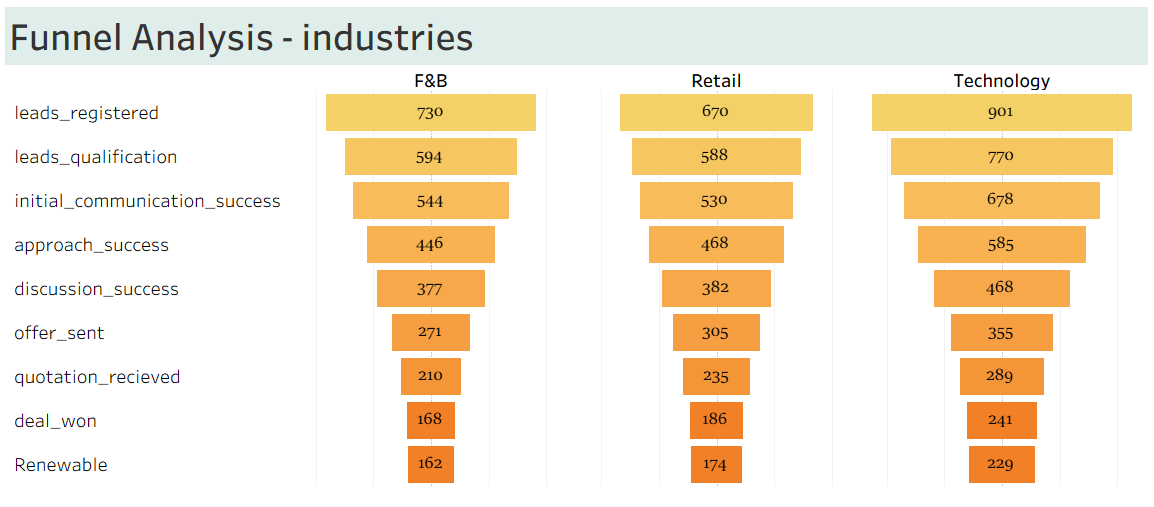 Funnel Analysis - industries
F&B Retail Technology
leads_registered 730 670 901
leads_qualification 594 588 770
initial_communication_success 544 530 678
approach_success 446 468 585
discussion_success 377 382 468
offer_sent 271 305 355
quotation_recieved 210 235 289
deal_won 168 186 241
Renewable 162 174 229